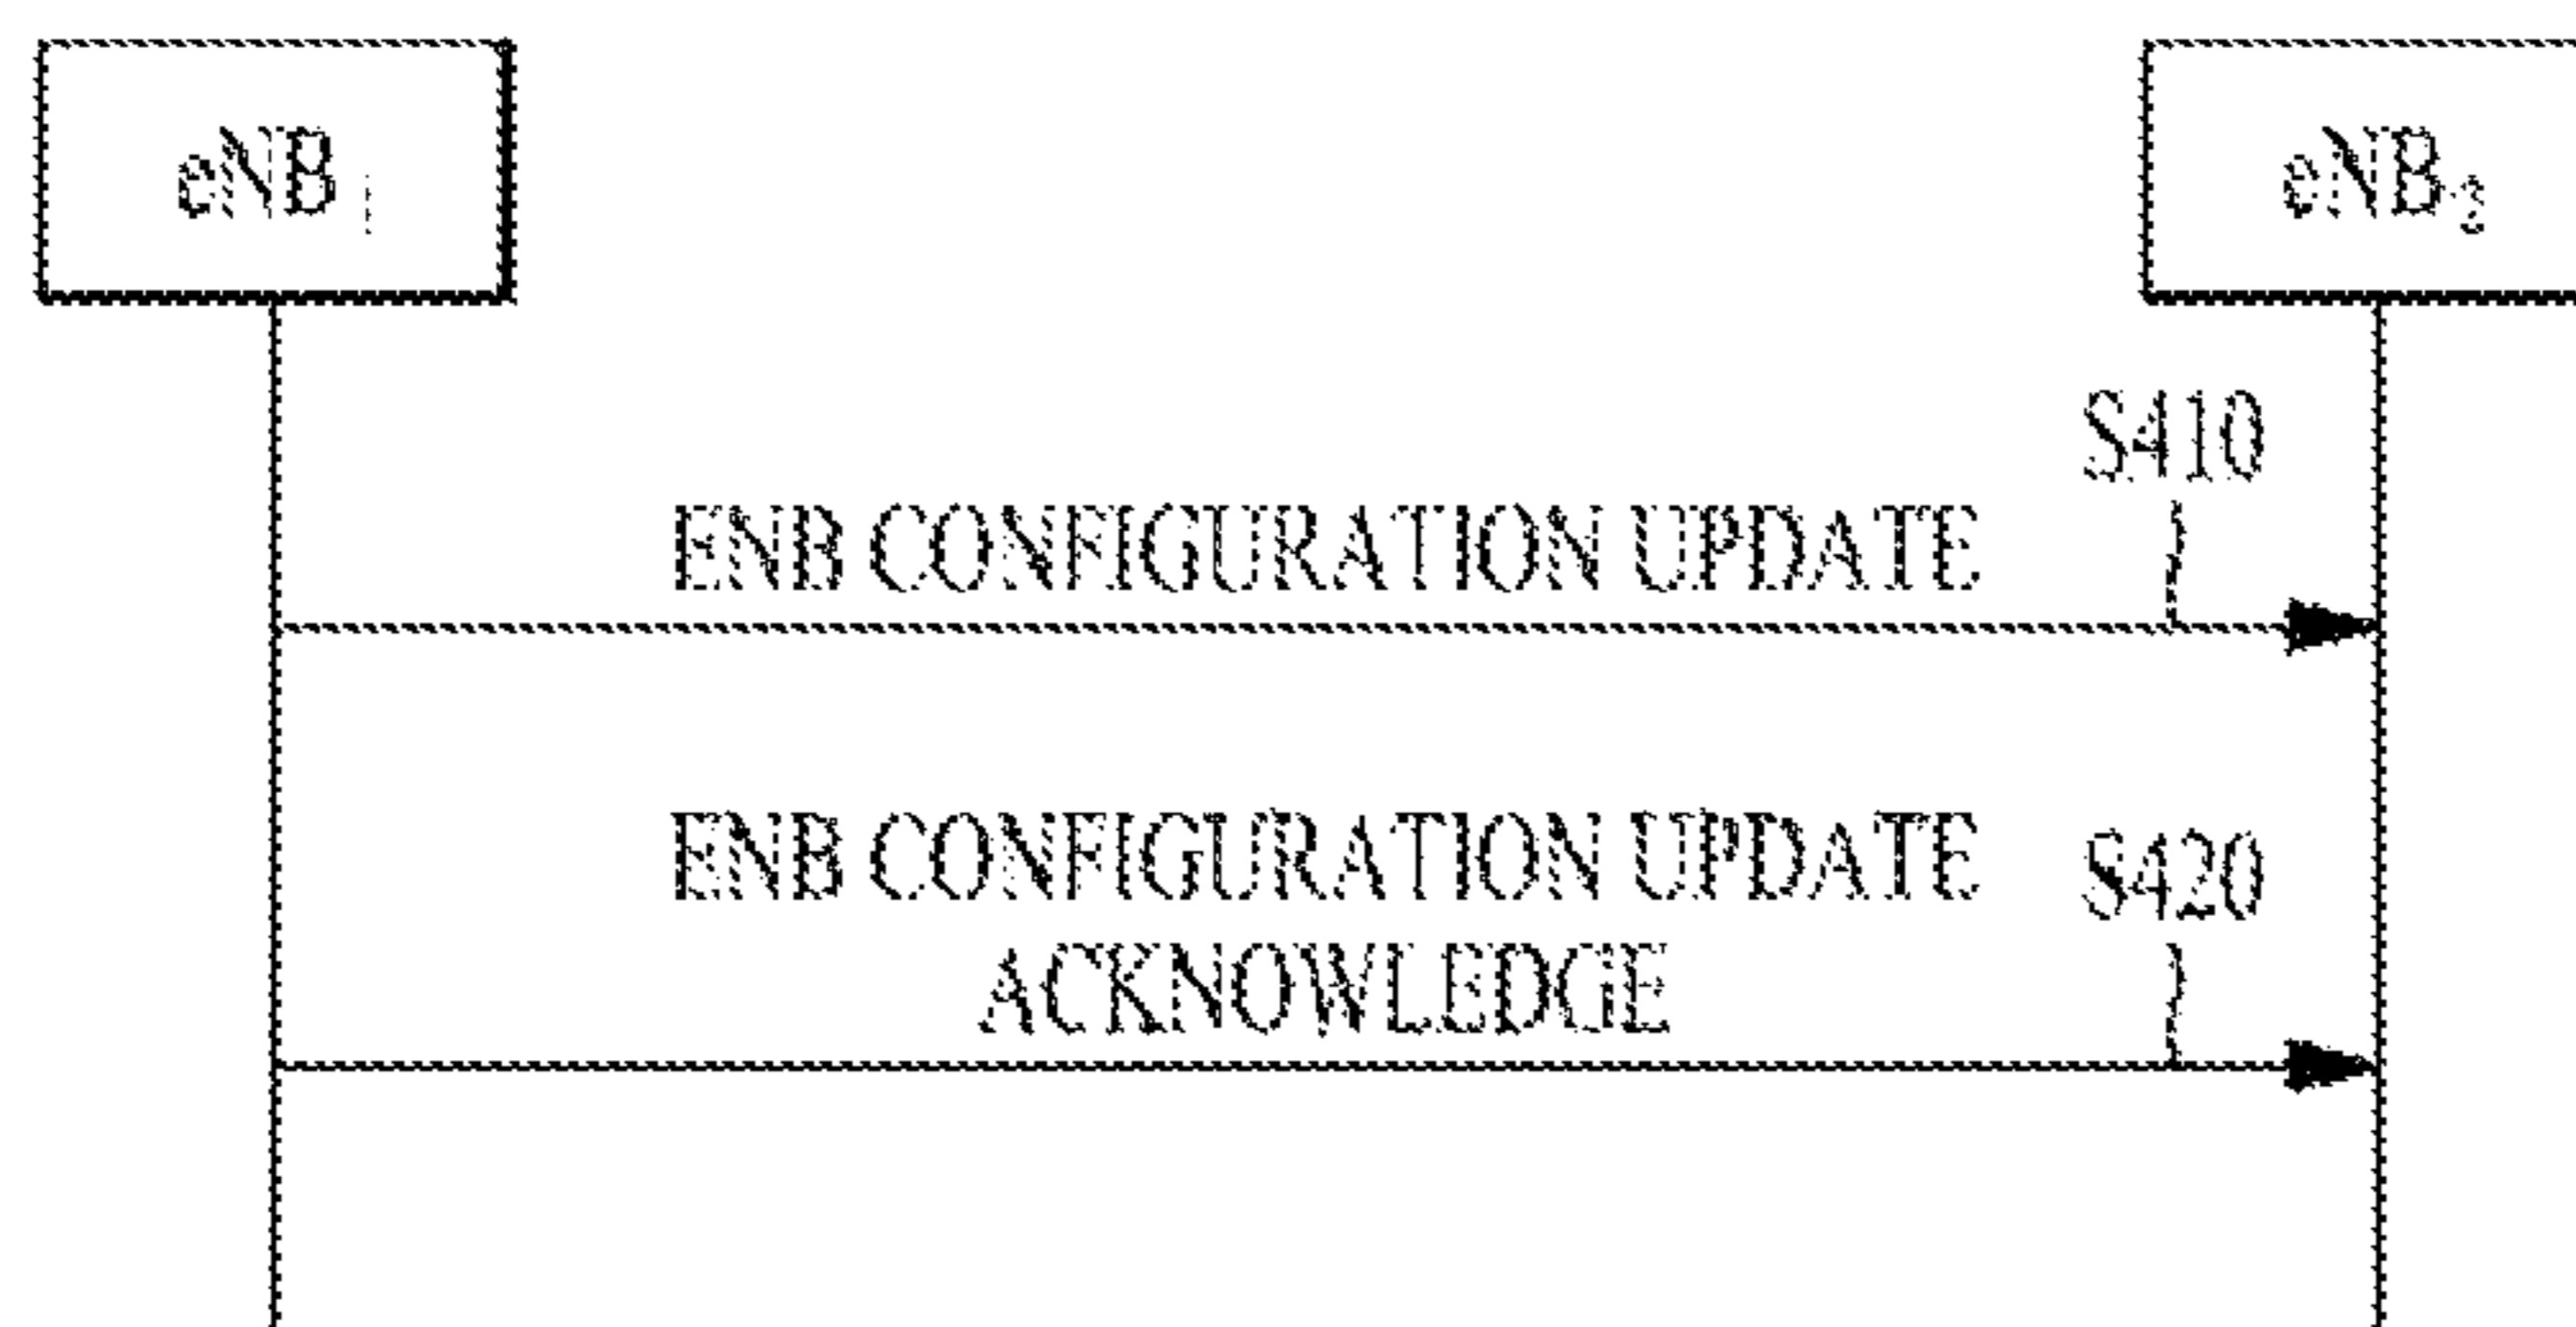 eNB1
eNB2
S410
ENB CONFIGURATION UPDATE
ENB CONFIGURATION UPDATE
S420
ACKNOWLEDGE